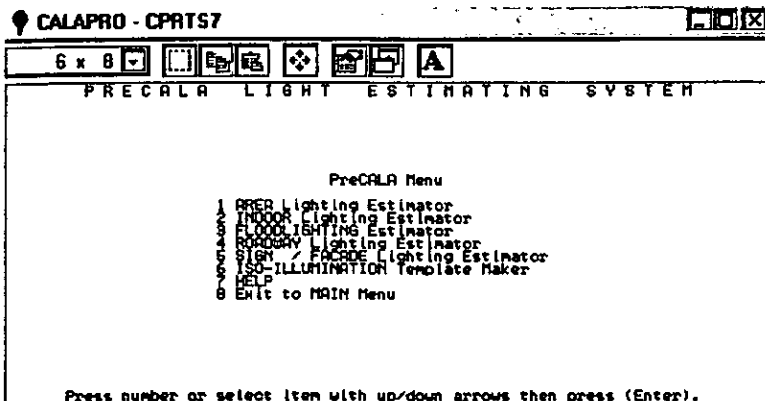 CALAPRO - CPRTS7
6 x 8
A
PRECALA LIGHT ESTIMATING SYSTEM
PreCALA Menu
1 AREA Lighting Estimator
2 INDOOR Lighting Estimator
3 FLOODLIGHTING Estimator
4 ROADWAY Lighting Estimator
5 SIGN / FACADE Lighting Estimator
6 ISO-ILLUMINATION Template Maker
7 HELP
8 Exit to MAIN Menu
Press number or select item with up/down arrows then press (Enter).